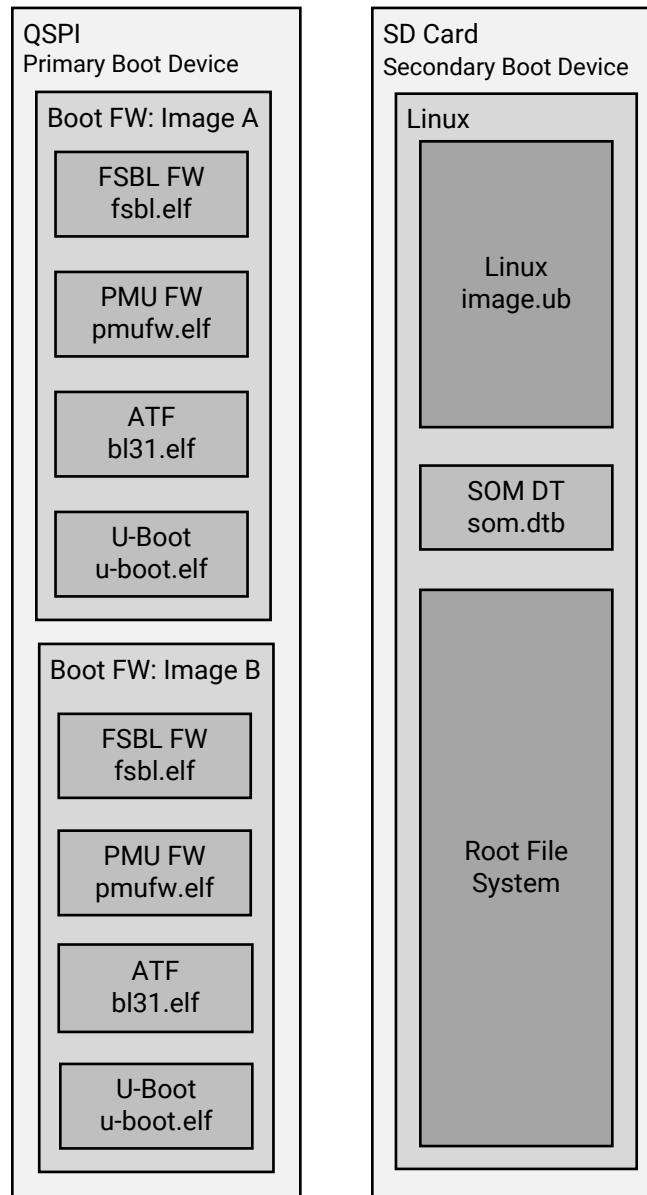 QSPI
Primary Boot Device
Boot FW: Image A
FSBL FW
fsbl.elf
PMU FW
pmufw.elf
ATF
bl31.elf
U-Boot
u-boot.elf
Boot FW: Image B
FSBL FW
fsbl.elf
PMU FW
pmufw.elf
ATF
bl31.elf
U-Boot
u-boot.elf
SD Card
Secondary Boot Device
Linux
Linux
image.ub
SOM DT
som.dtb
Root File
System